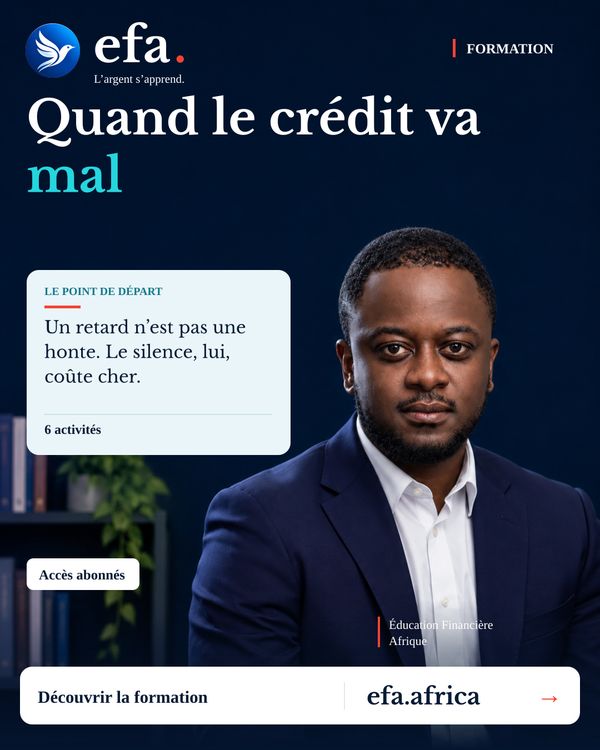 efa.
L’argent s’apprend.
FORMATION
Quand le crédit va
mal
LE POINT DE DÉPART
Un retard n’est pas une
honte. Le silence, lui,
coûte cher.
6 activités
Accès abonnés
Éducation Financière
Afrique
Découvrir la formation
efa.africa →